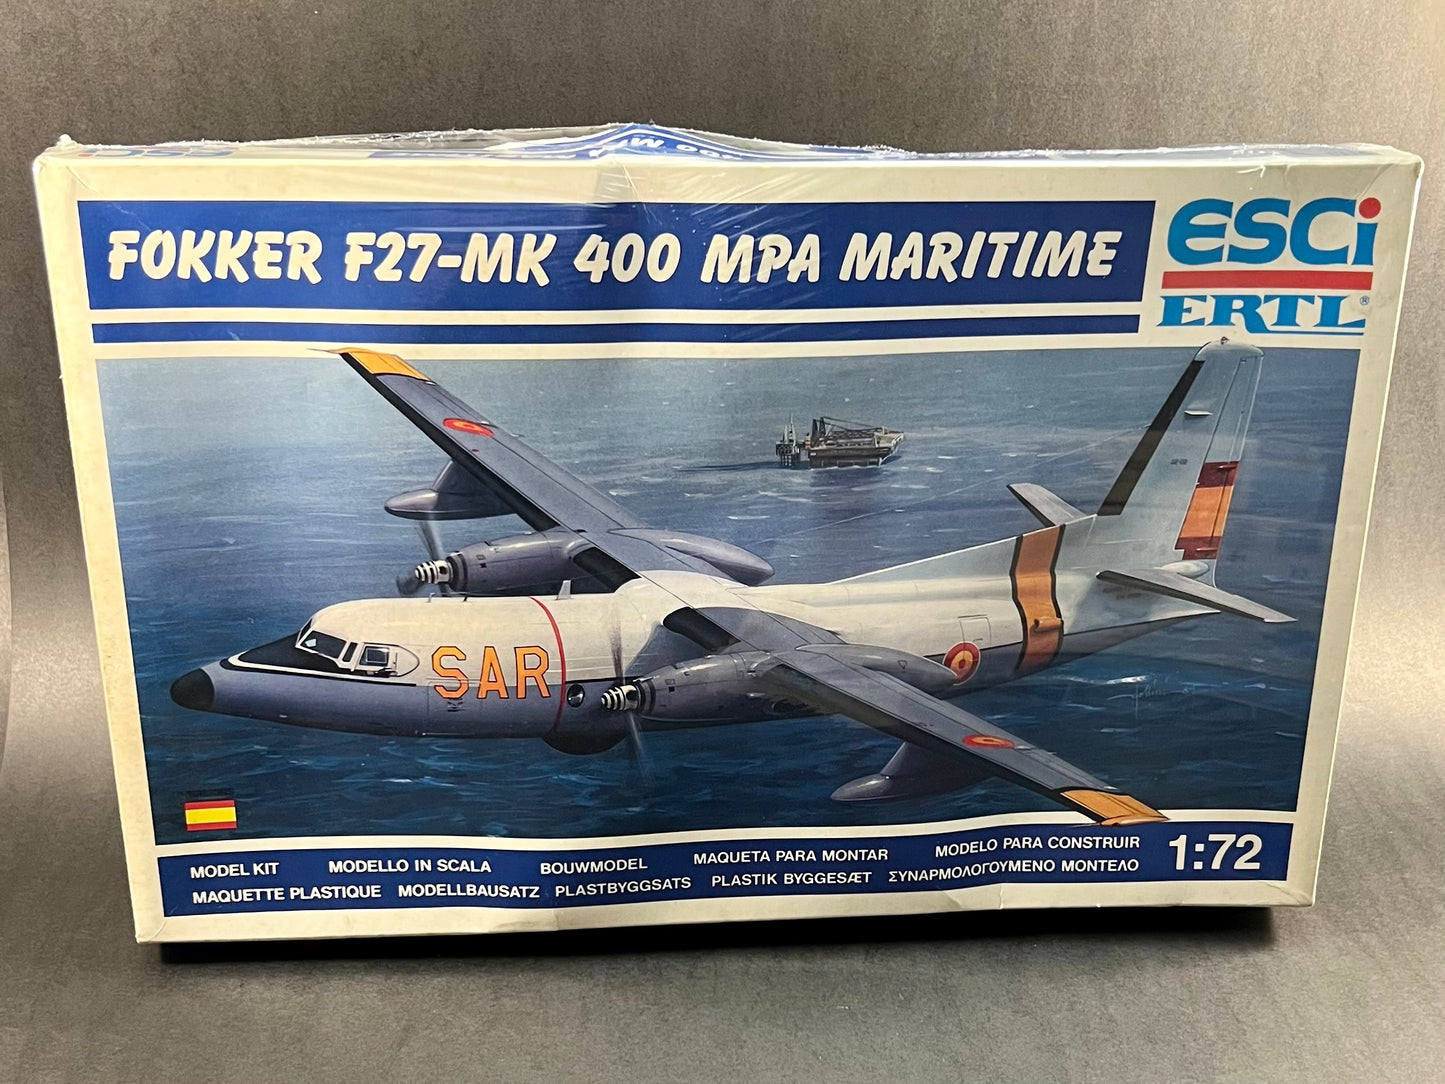 FOKKER F27-MK 400 MPA MARITIME
ESCi
ERTL®
SAR
MODEL KIT MODELLO IN SCALA BOUWMODEL MAQUETA PARA MONTAR MODELO PARA CONSTRUIR
MAQUETTE PLASTIQUE MODELLBAUSATZ PLASTBYGGSATS PLASTIK BYGGESÆT ΣΥΝΑΡΜΟΛΟΓΟΥΜΕΝΟ ΜΟΝΤΕΛΟ
1:72